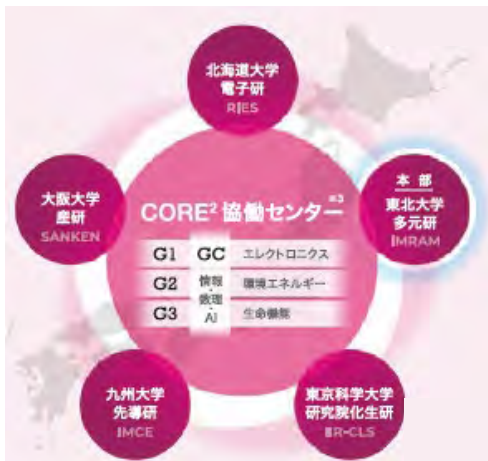 北海道大学
電子研
RIES
大阪大学
産研
SANKEN
本部
東北大学
多元研
IMRAM
CORE² 協働センター※3
G1 GC エレクトロニクス
G2 情報・数理・AI 環境エネルギー
G3 生命機能
九州大学
先導研
IMCE
東京科学大学
研究院化生研
IIR-CLS